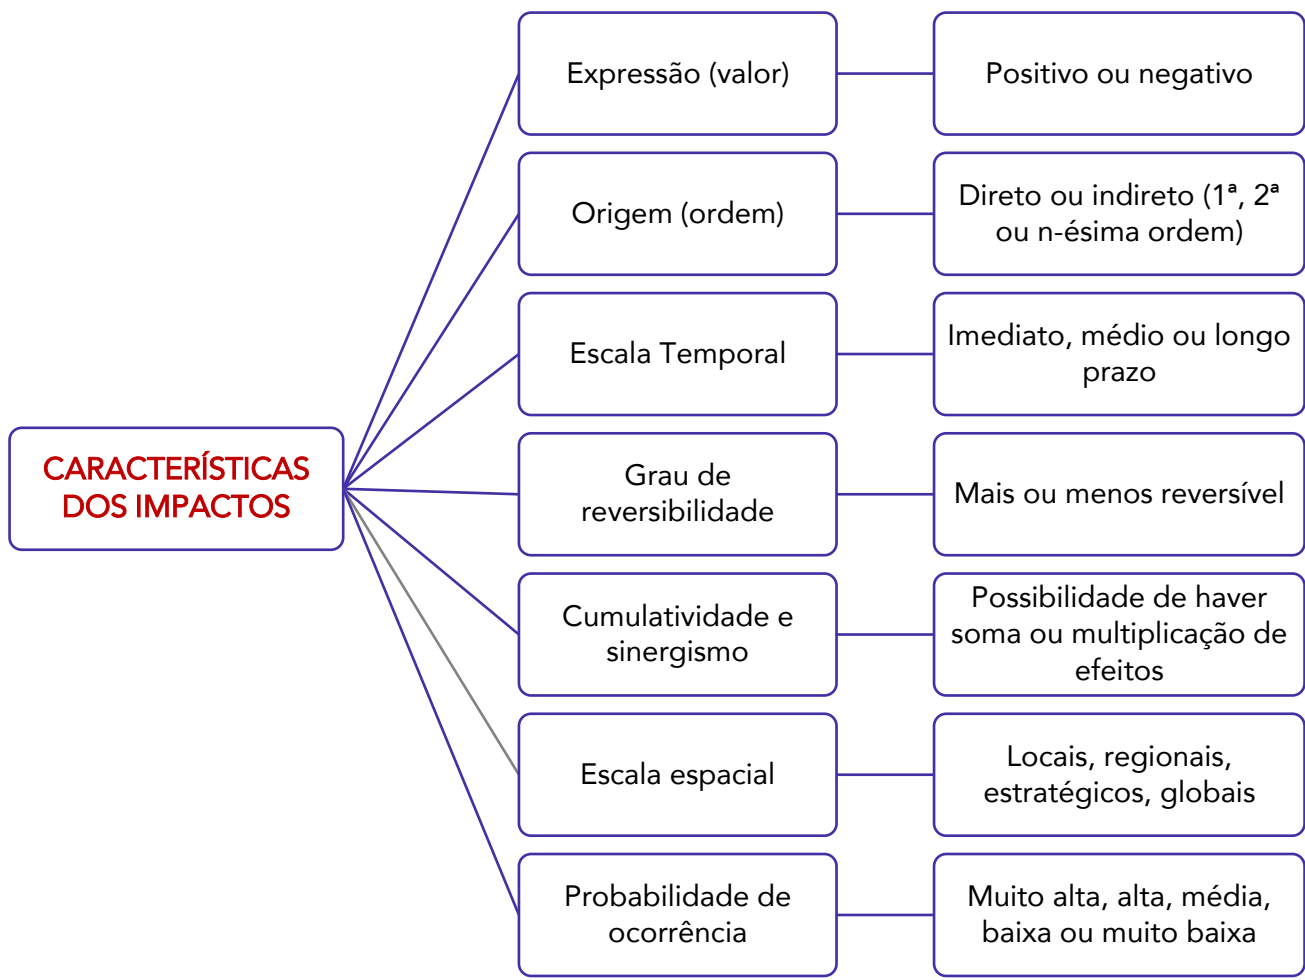 CARACTERÍSTICAS
DOS IMPACTOS
Expressão (valor)
Positivo ou negativo
Origem (ordem)
Direto ou indireto (1ª, 2ª
ou n-ésima ordem)
Escala Temporal
Imediato, médio ou longo
prazo
Grau de
reversibilidade
Mais ou menos reversível
Cumulatividade e
sinergismo
Possibilidade de haver
soma ou multiplicação de
efeitos
Escala espacial
Locais, regionais,
estratégicos, globais
Probabilidade de
ocorrência
Muito alta, alta, média,
baixa ou muito baixa